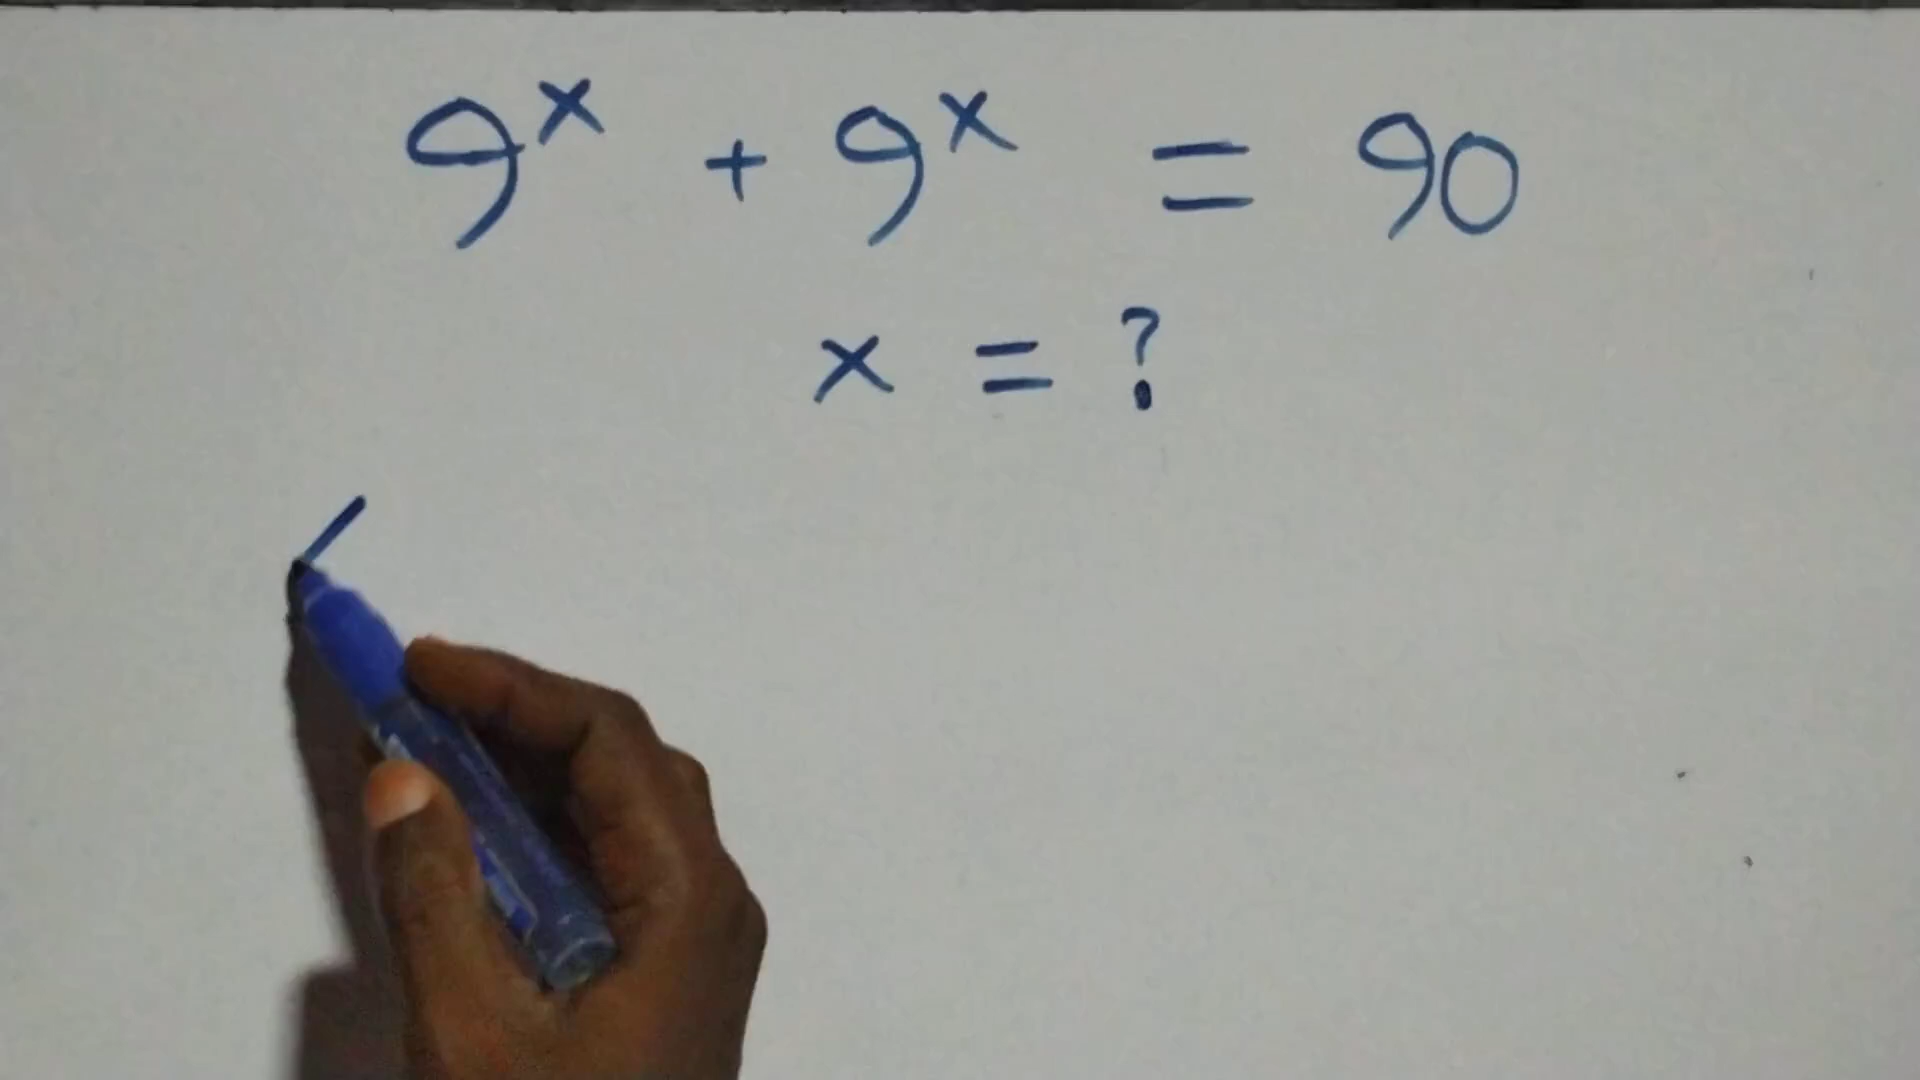 9^x + 9^x = 90
x = ?